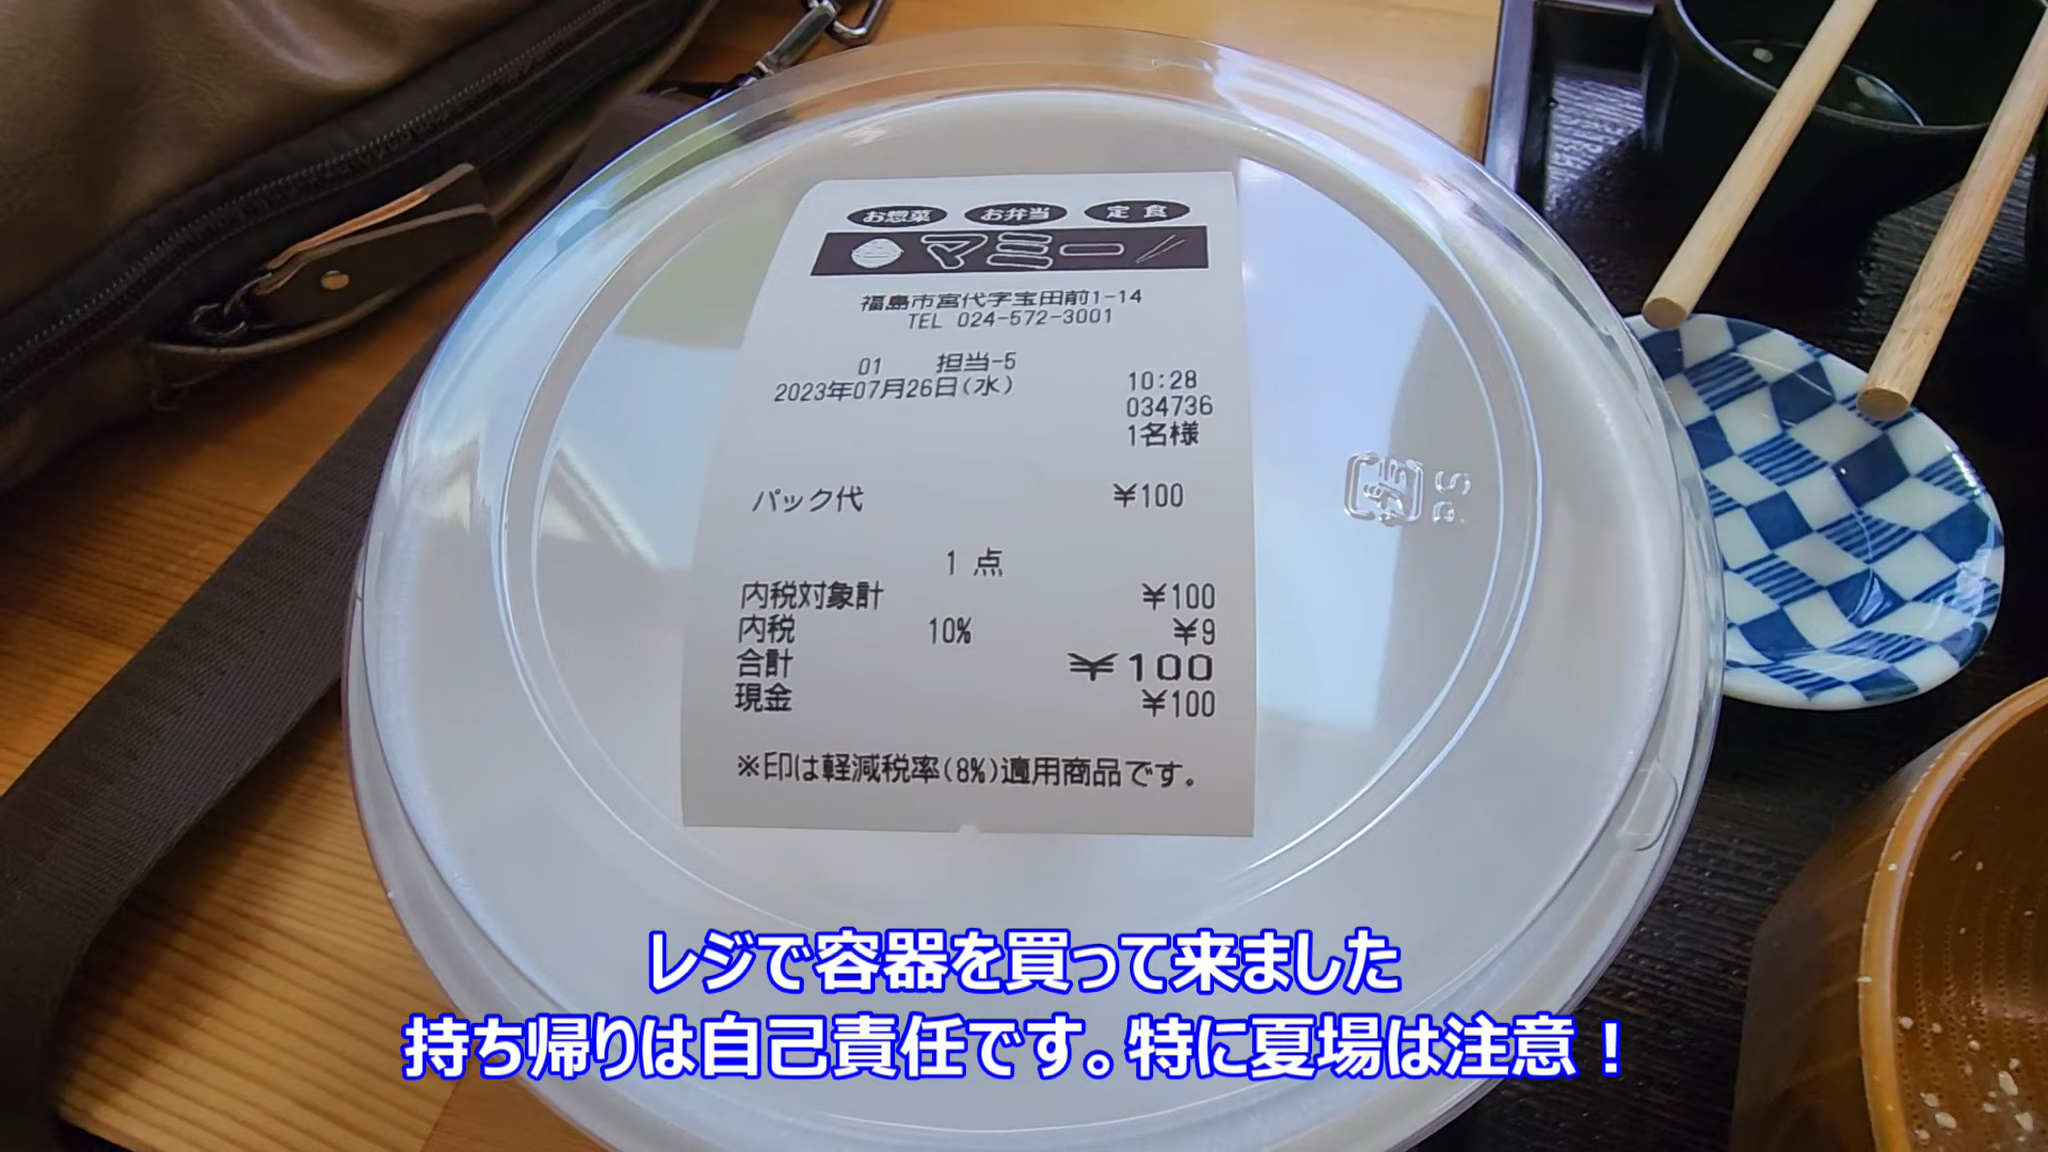 お惣菜 お弁当 定食
マミー
福島市宮代字宝田前1-14
TEL 024-572-3001
01 担当-5
2023年07月26日(水) 10:28
034736
1名様
パック代 ¥100
1点
内税対象計 ¥100
内税 10% ¥9
合計 ¥100
現金 ¥100
※印は軽減税率(8%)適用商品です。
プラ
PS
レジで容器を買って来ました
持ち帰りは自己責任です。特に夏場は注意！